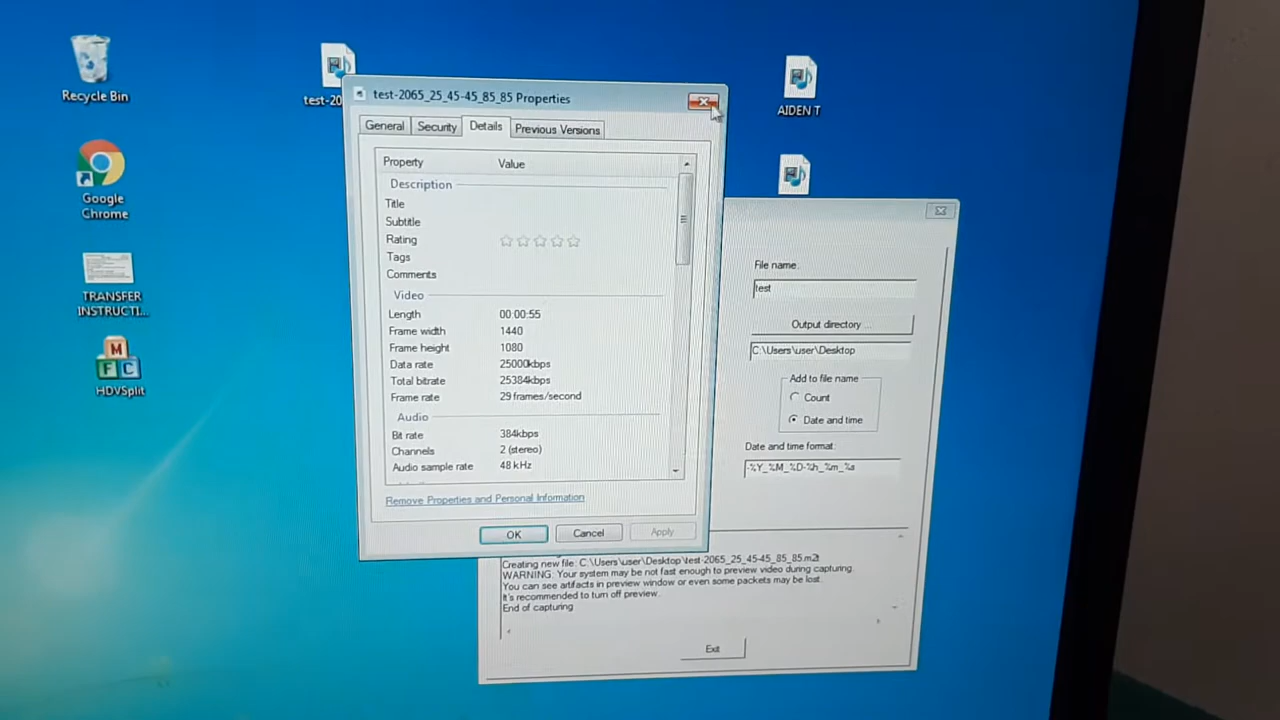 Recycle Bin
Google
Chrome
TRANSFER
INSTRUCTI...
M
F C
HDVSplit
test-20
AIDEN T
test-2065_25_45-45_85_85 Properties
General
Security
Details
Previous Versions
Property Value
Description
Title
Subtitle
Rating
Tags
Comments
Video
Length 00:00:55
Frame width 1440
Frame height 1080
Data rate 25000kbps
Total bitrate 25384kbps
Frame rate 29 frames/second
Audio
Bit rate 384kbps
Channels 2 (stereo)
Audio sample rate 48 kHz
Remove Properties and Personal Information
OK
Cancel
Apply
File name:
test
Output directory ...
C:\Users\user\Desktop
Add to file name
Count
Date and time
Date and time format:
-%Y_%M_%D-%h_%m_%s
Creating new file: C:\Users\user\Desktop\test-2065_25_45-45_85_85.m2t
WARNING: Your system may be not fast enough to preview video during capturing.
You can see artifacts in preview window or even some packets may be lost.
It's recommended to turn off preview.
End of capturing
Exit